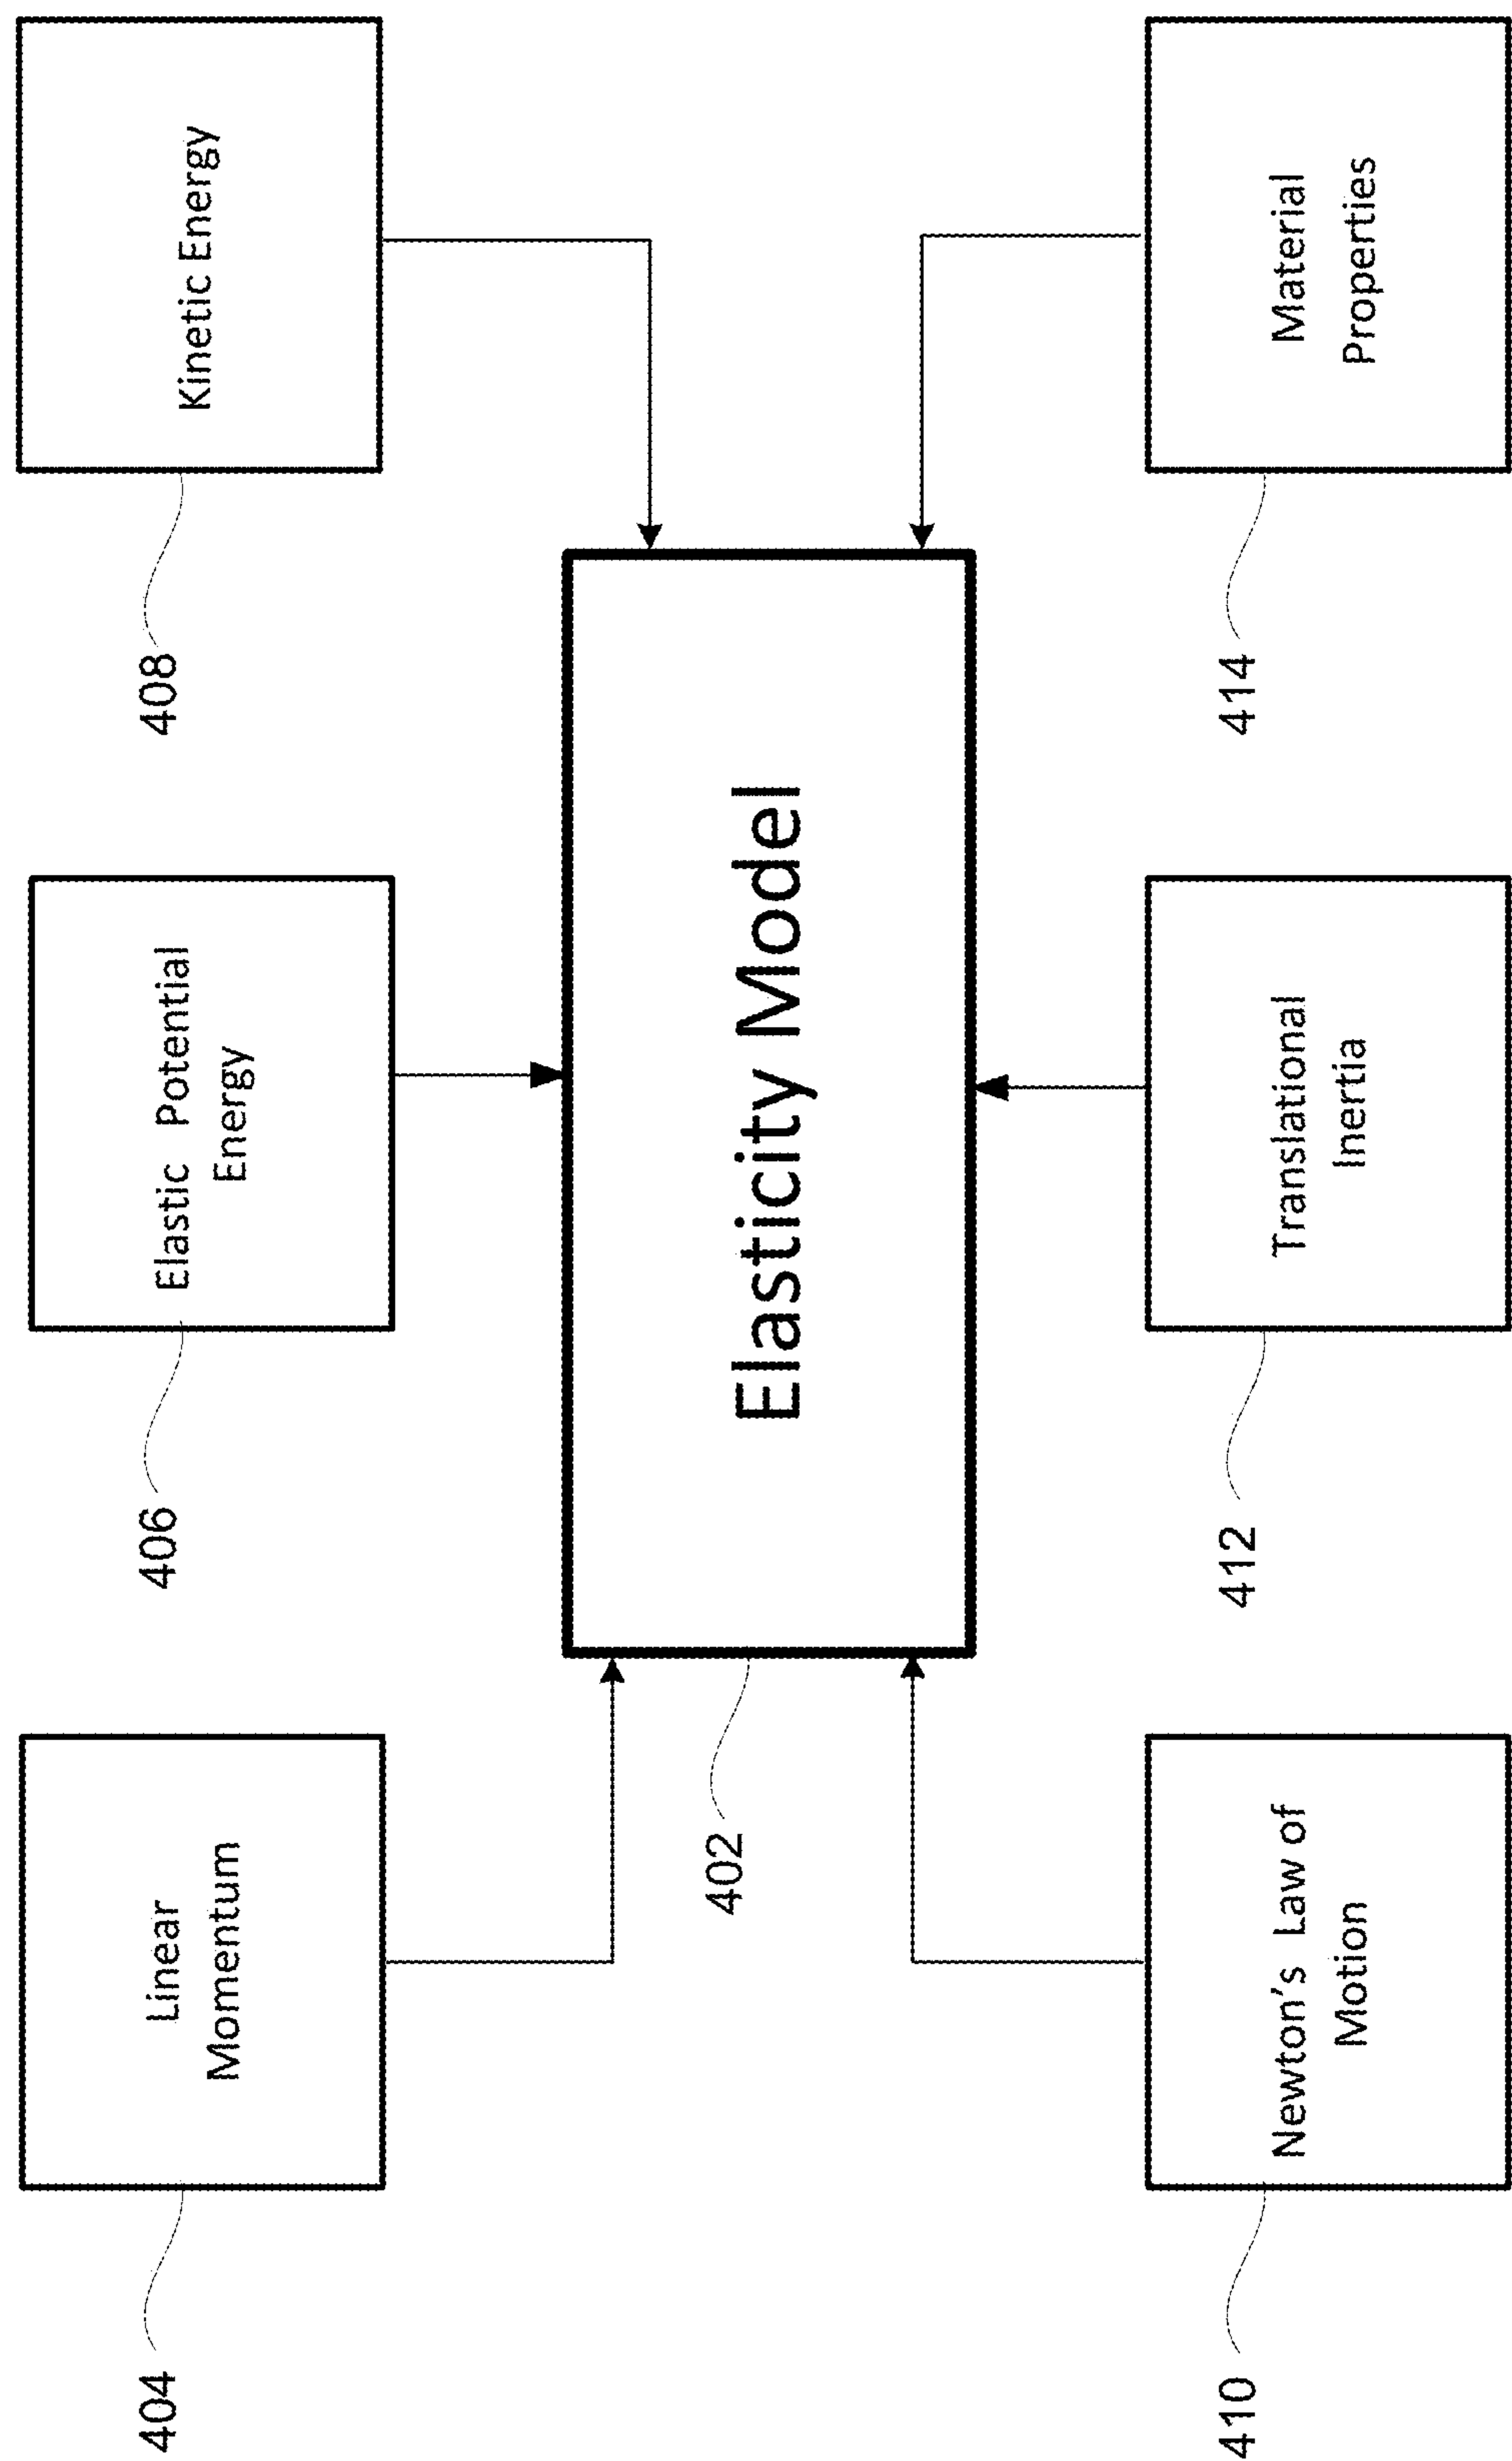 404
Linear
Momentum
406
Elastic Potential
Energy
408
Kinetic Energy
402
Elasticity Model
410
Newton's Law of
Motion
412
Translational
Inertia
414
Material
Properties